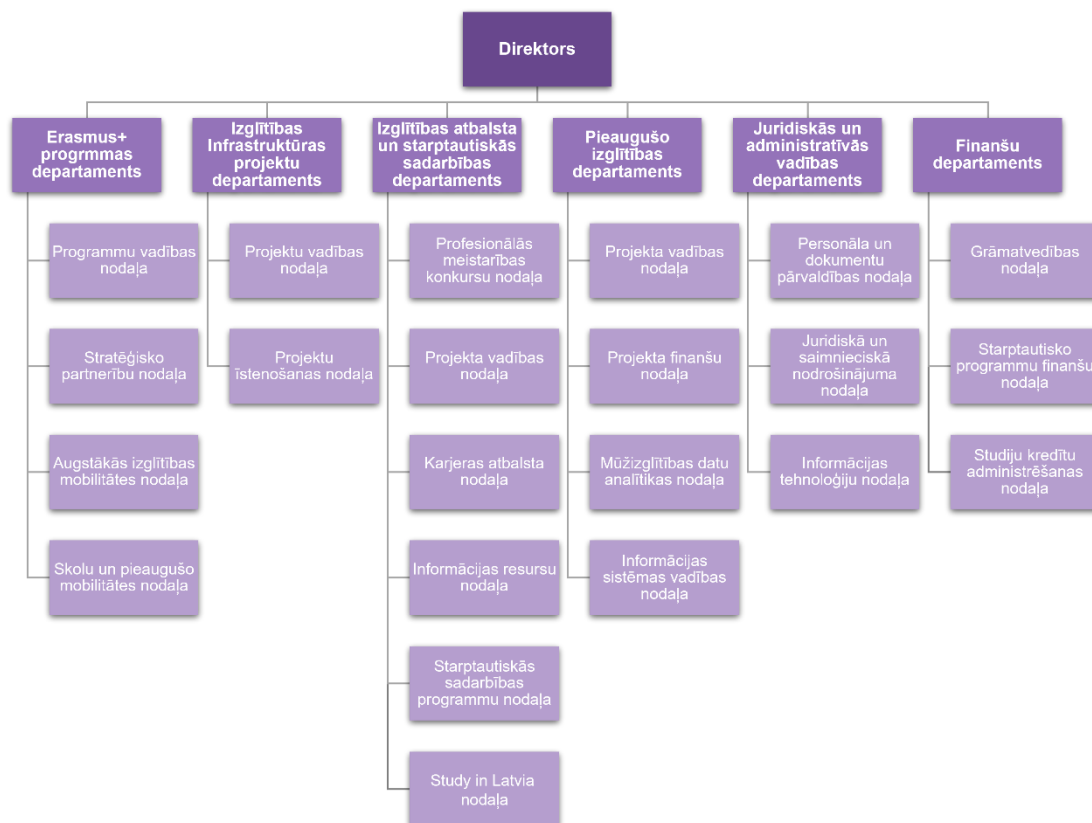 Direktors
Erasmus+
progrmmas
departaments
Izglītības
Infrastruktūras
projektu
departaments
Izglītības atbalsta
un starptautiskās
sadarbības
departaments
Pieaugušo
izglītības
departaments
Juridiskās un
administratīvās
vadības
departaments
Finanšu
departaments
Programmu vadības
nodaļa
Stratēģisko
partnerību nodaļa
Augstākās izglītības
mobilitātes nodaļa
Skolu un pieaugušo
mobilitātes nodaļa
Projektu vadības
nodaļa
Projektu
īstenošanas nodaļa
Profesionālās
meistarības
konkursu nodaļa
Projekta vadības
nodaļa
Karjeras atbalsta
nodaļa
Informācijas resursu
nodaļa
Starptautiskās
sadarbības
programmu nodaļa
Study in Latvia
nodaļa
Projekta vadības
nodaļa
Projekta finanšu
nodaļa
Mūžizglītības datu
analītikas nodaļa
Informācijas
sistēmas vadības
nodaļa
Personāla un
dokumentu
pārvaldības nodaļa
Juridiskā un
saimnieciskā
nodrošinājuma
nodaļa
Informācijas
tehnoloģiju nodaļa
Grāmatvedības
nodaļa
Starptautisko
programmu finanšu
nodaļa
Studiju kredītu
administrēšanas
nodaļa